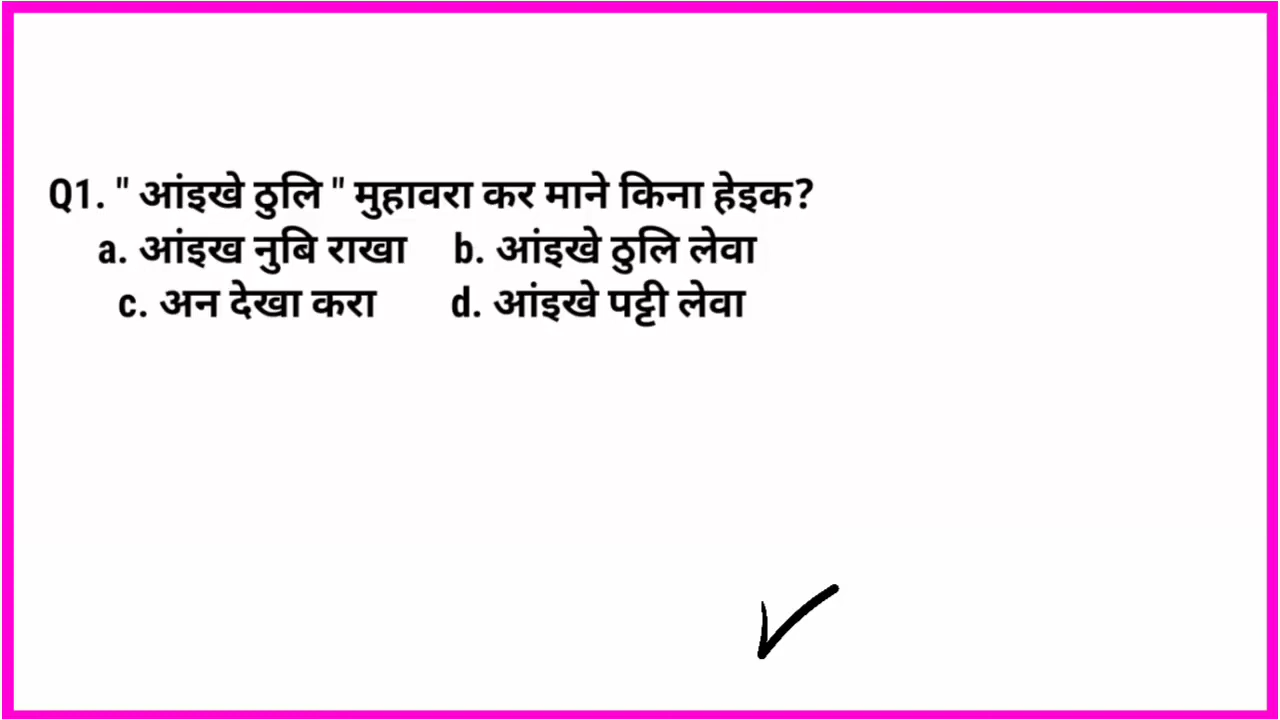 Q1. " आंइखे ठुलि " मुहावरा कर माने किना हेइक?
a. आंइख नुबि राखा b. आंइखे ठुलि लेवा
c. अन देखा करा d. आंइखे पट्टी लेवा